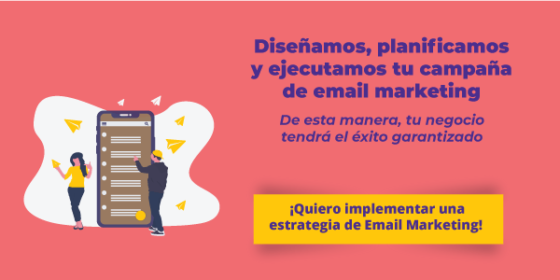 Diseñamos, planificamos
y ejecutamos tu campaña
de email marketing
De esta manera, tu negocio
tendrá el éxito garantizado
¡Quiero implementar una
estrategia de Email Marketing!